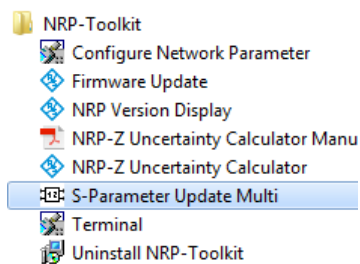 NRP-Toolkit
Configure Network Parameter
Firmware Update
NRP Version Display
NRP-Z Uncertainty Calculator Manu
NRP-Z Uncertainty Calculator
S-Parameter Update Multi
Terminal
Uninstall NRP-Toolkit